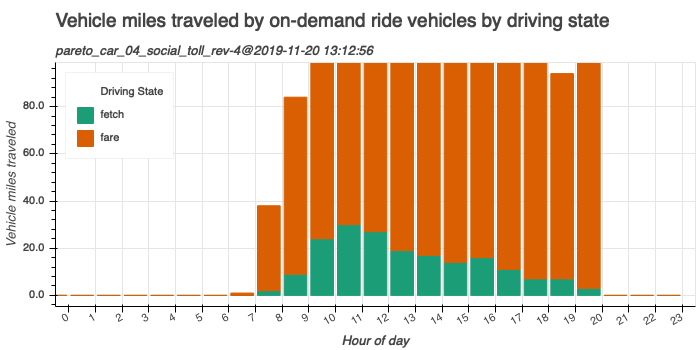 Vehicle miles traveled by on-demand ride vehicles by driving state
pareto_car_04_social_toll_rev-4@2019-11-20 13:12:56
Driving State
fetch
fare
Vehicle miles traveled
80.0
60.0
40.0
20.0
0.0
0 1 2 3 4 5 6 7 8 9 10 11 12 13 14 15 16 17 18 19 20 21 22 23
Hour of day